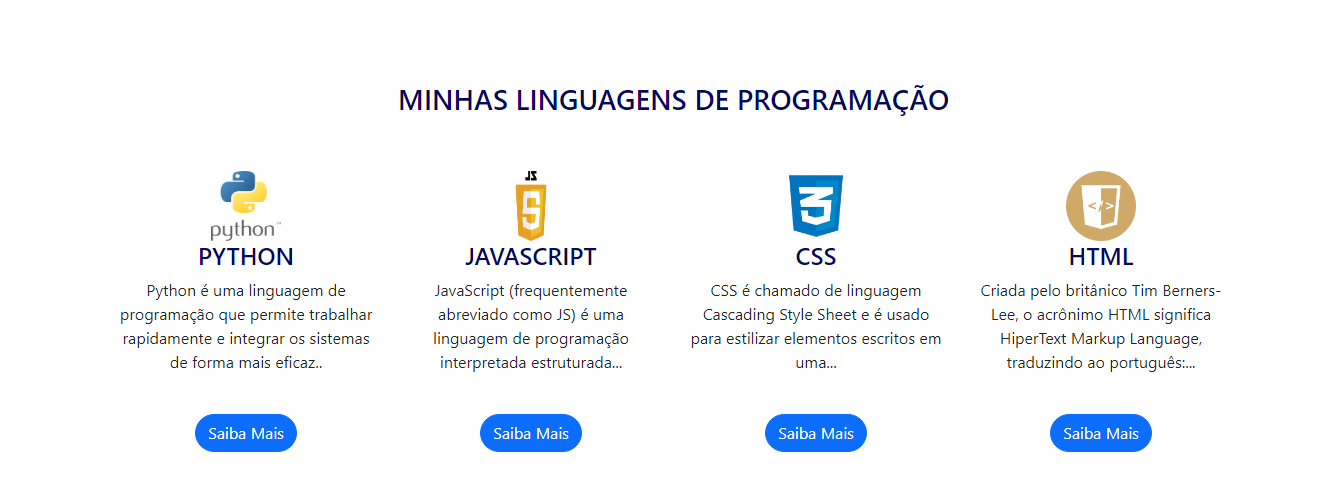 MINHAS LINGUAGENS DE PROGRAMAÇÃO
python™
PYTHON
Python é uma linguagem de
programação que permite trabalhar
rapidamente e integrar os sistemas
de forma mais eficaz..
Saiba Mais
JS
5
JAVASCRIPT
JavaScript (frequentemente
abreviado como JS) é uma
linguagem de programação
interpretada estruturada...
Saiba Mais
3
CSS
CSS é chamado de linguagem
Cascading Style Sheet e é usado
para estilizar elementos escritos em
uma...
Saiba Mais
</>
HTML
Criada pelo britânico Tim Berners-
Lee, o acrônimo HTML significa
HiperText Markup Language,
traduzindo ao português:...
Saiba Mais